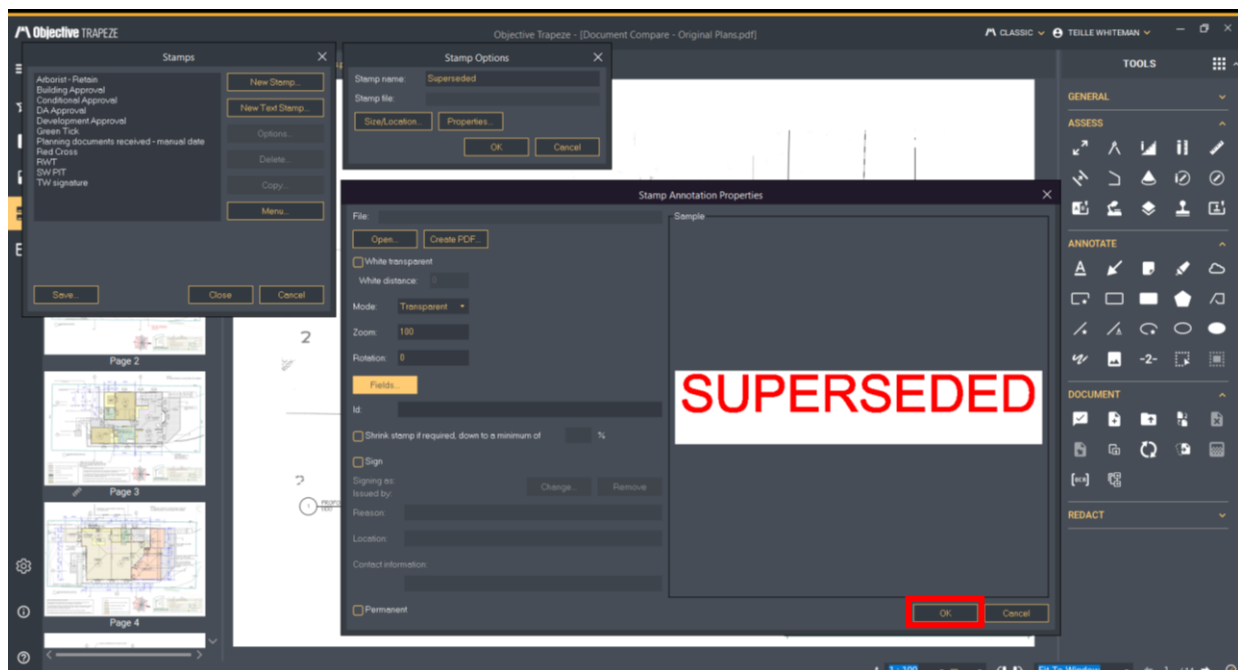 Objective TRAPEZE
Objective Trapeze - [Document Compare - Original Plans.pdf]
CLASSIC
TEILLE WHITEMAN
Stamps
Arborist - Retain
Building Approval
Conditional Approval
DA Approval
Development Approval
Green Tick
Planning documents received - manual date
Red Cross
RWT
SW PIT
TW signature
New Stamp...
New Text Stamp...
Options...
Delete...
Copy...
Menu...
Save...
Close
Cancel
Stamp Options
Stamp name: Superseded
Stamp file:
Size/Location...
Properties...
OK
Cancel
Stamp Annotation Properties
File:
Open...
Create PDF...
White transparent
White distance:
Mode: Transparent
Zoom: 100
Rotation: 0
Fields...
Id:
Shrink stamp if required, down to a minimum of %
Sign
Signing as:
Issued by:
Change...
Remove
Reason:
Location:
Contact information:
Permanent
Sample
SUPERSEDED
OK
Cancel
Page 2
Page 3
Page 4
2
TOOLS
GENERAL
ASSESS
ANNOTATE
DOCUMENT
REDACT
1 : 100
Fit To Window